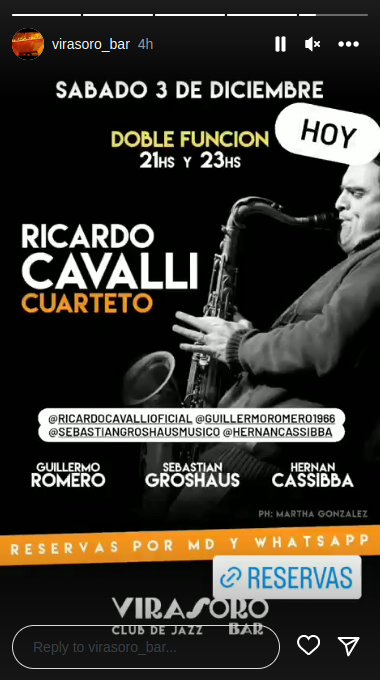 virasoro_bar 4h
SABADO 3 DE DICIEMBRE
HOY
DOBLE FUNCION
21HS Y 23HS
RICARDO
CAVALLI
CUARTETO
@RICARDOCAVALLIOFICIAL @GUILLERMOROMERO1966
@SEBASTIANGROSHAUSMUSICO @HERNANCASSIBBA
GUILLERMO
ROMERO
SEBASTIAN
GROSHAUS
HERNAN
CASSIBBA
PH: MARTHA GONZALEZ
RESERVAS POR MD Y WHATSAPP
RESERVAS
VIRASORO
CLUB DE JAZZ BAR
Reply to virasoro_bar...